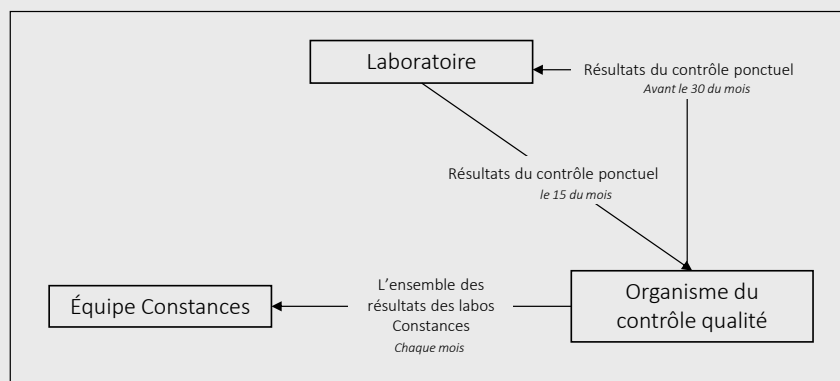 Laboratoire
Résultats du contrôle ponctuel
Avant le 30 du mois
Résultats du contrôle ponctuel
le 15 du mois
Équipe Constances
L’ensemble des
résultats des labos
Constances
Chaque mois
Organisme du
contrôle qualité